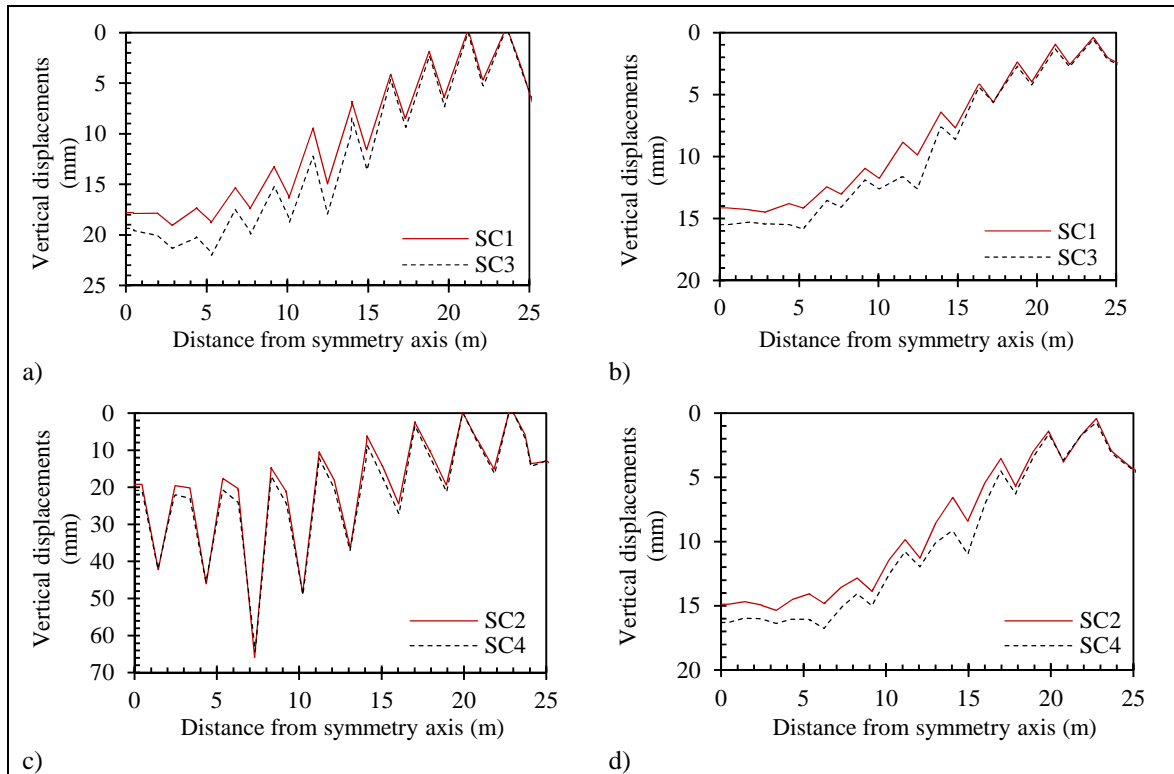 0
5
10
15
20
25
0 5 10 15 20 25
Vertical displacements
(mm)
Distance from symmetry axis (m)
SC1
SC3
a)
0
5
10
15
20
0 5 10 15 20 25
Vertical displacements
(mm)
Distance from symmetry axis (m)
SC1
SC3
b)
0
10
20
30
40
50
60
70
0 5 10 15 20 25
Vertical displacements
(mm)
Distance from symmetry axis (m)
SC2
SC4
c)
0
5
10
15
20
0 5 10 15 20 25
Vertical displacements
(mm)
Distance from symmetry axis (m)
SC2
SC4
d)